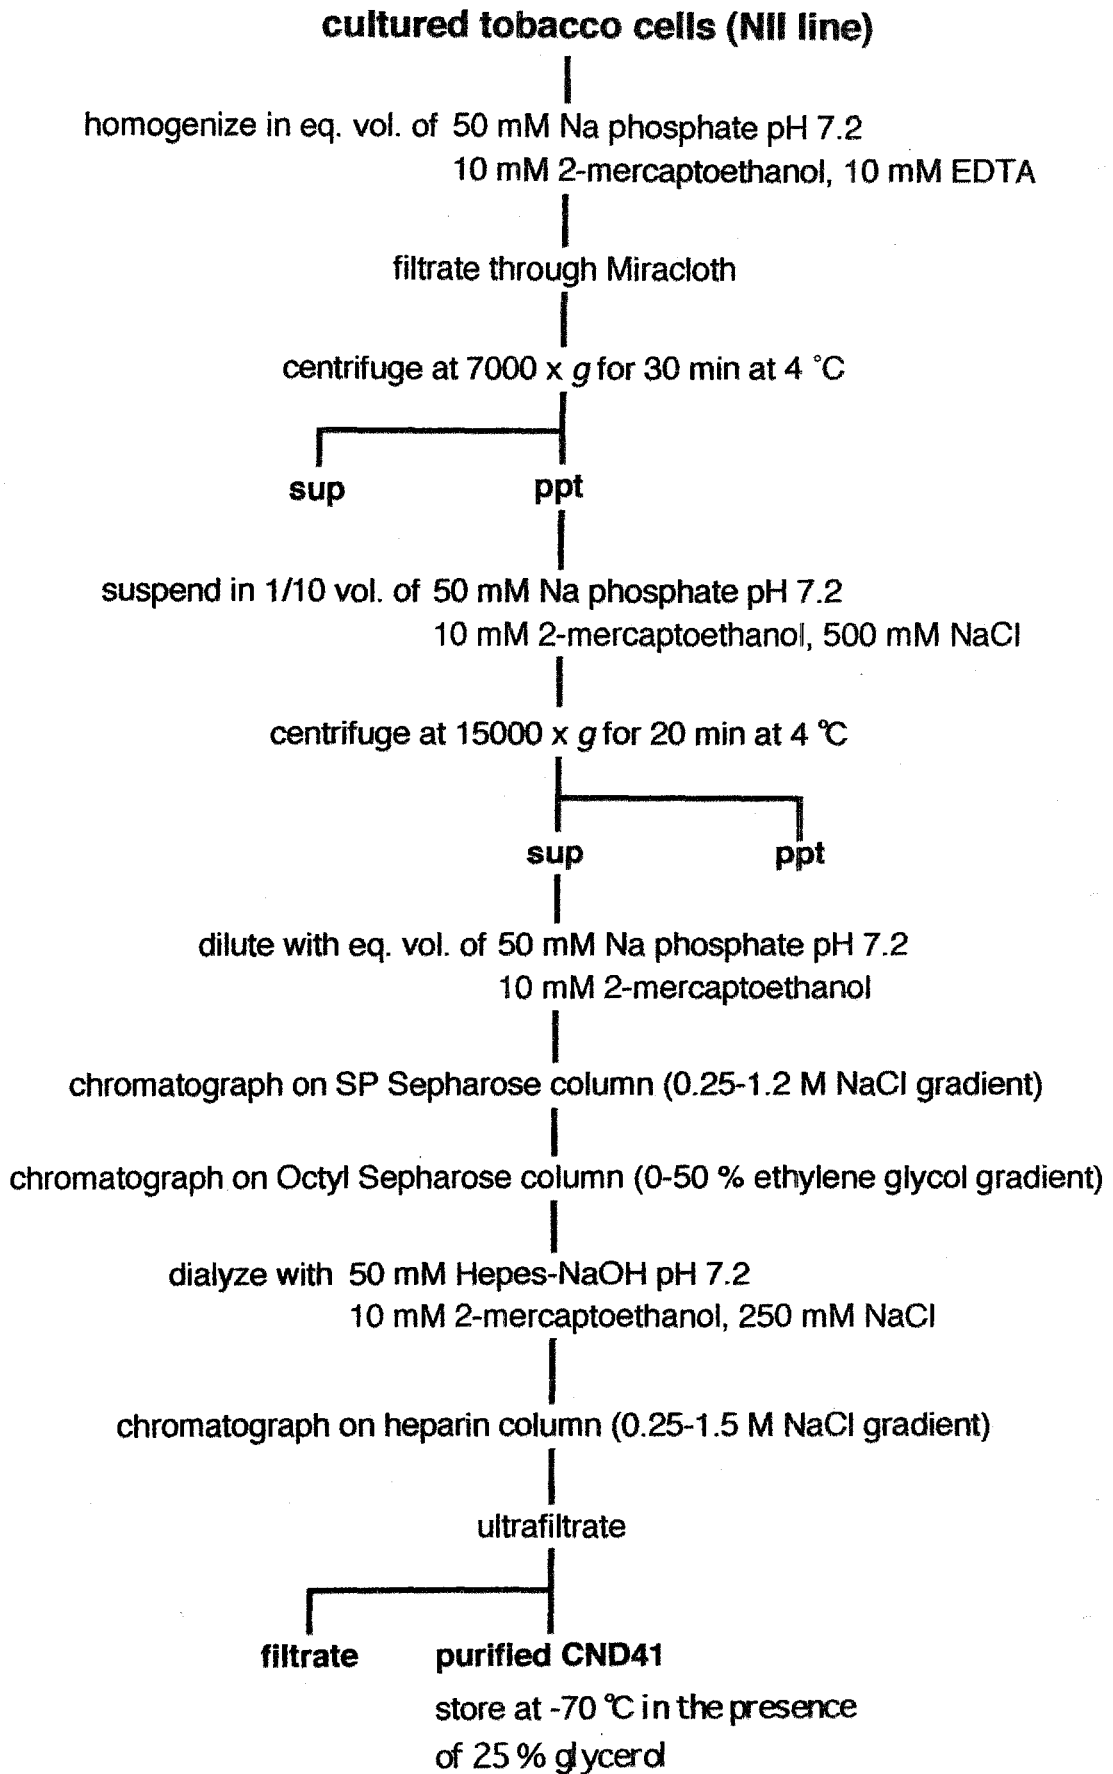 cultured tobacco cells (NII line)
homogenize in eq. vol. of 50 mM Na phosphate pH 7.2
10 mM 2-mercaptoethanol, 10 mM EDTA
filtrate through Miracloth
centrifuge at 7000 x g for 30 min at 4 °C
sup ppt
suspend in 1/10 vol. of 50 mM Na phosphate pH 7.2
10 mM 2-mercaptoethanol, 500 mM NaCl
centrifuge at 15000 x g for 20 min at 4 °C
sup ppt
dilute with eq. vol. of 50 mM Na phosphate pH 7.2
10 mM 2-mercaptoethanol
chromatograph on SP Sepharose column (0.25-1.2 M NaCl gradient)
chromatograph on Octyl Sepharose column (0-50 % ethylene glycol gradient)
dialyze with 50 mM Hepes-NaOH pH 7.2
10 mM 2-mercaptoethanol, 250 mM NaCl
chromatograph on heparin column (0.25-1.5 M NaCl gradient)
ultrafiltrate
filtrate purified CND41
store at -70 °C in the presence
of 25 % glycerol